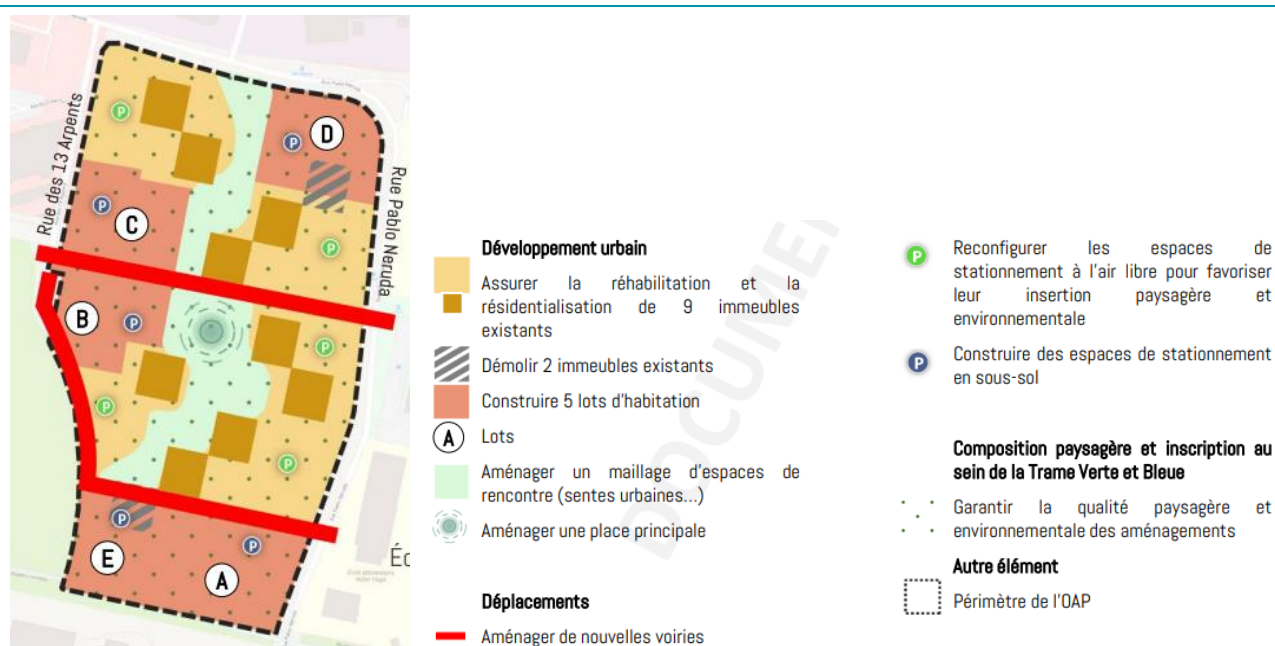 Rue des 13 Arpents
Rue Pablo Neruda
P
P
D
P
C
P
B
P
P
P
P
P
P
E
A
Éc
Développement urbain
Assurer la réhabilitation et la
résidentialisation de 9 immeubles
existants
Démolir 2 immeubles existants
Construire 5 lots d'habitation
A Lots
Aménager un maillage d'espaces de
rencontre (sentes urbaines...)
Aménager une place principale
Déplacements
Aménager de nouvelles voiries
DOCUME
P Reconfigurer les espaces de
stationnement à l'air libre pour favoriser
leur insertion paysagère et
environnementale
P Construire des espaces de stationnement
en sous-sol
Composition paysagère et inscription au
sein de la Trame Verte et Bleue
Garantir la qualité paysagère et
environnementale des aménagements
Autre élément
Périmètre de l'OAP